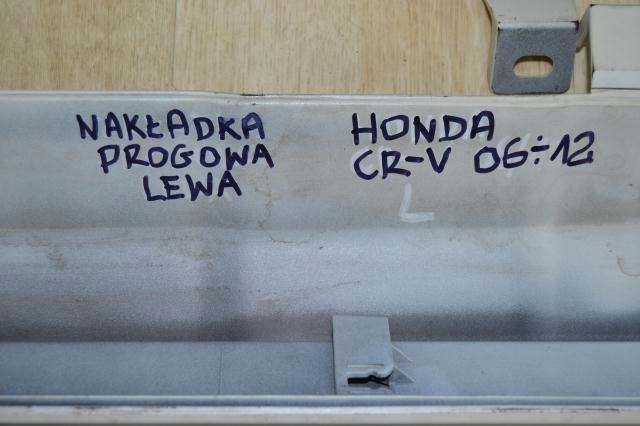 NAKŁADKA
PROGOWA
LEWA
HONDA
CR-V 06÷12
L